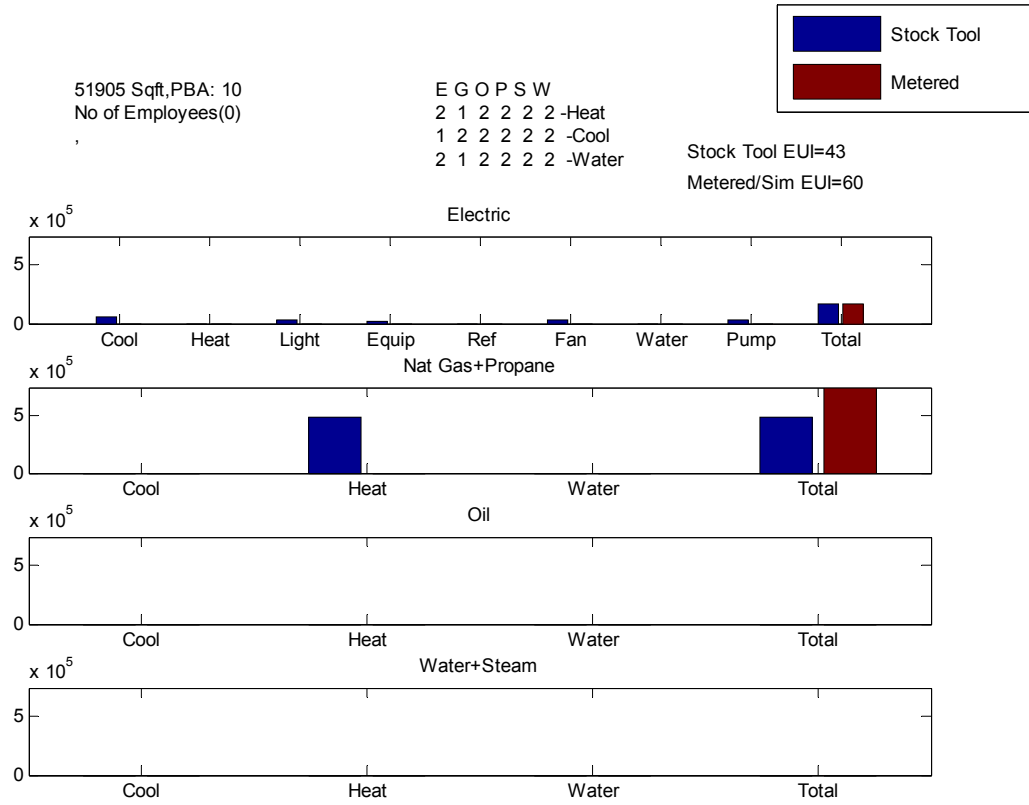 Stock Tool
Metered
51905 Sqft,PBA: 10
No of Employees(0)
,
E G O P S W
2 1 2 2 2 2 -Heat
1 2 2 2 2 2 -Cool
2 1 2 2 2 2 -Water
Stock Tool EUI=43
Metered/Sim EUI=60
Electric
x 10^5
5
0
Cool Heat Light Equip Ref Fan Water Pump Total
Nat Gas+Propane
x 10^5
5
0
Cool Heat Water Total
Oil
x 10^5
5
0
Cool Heat Water Total
Water+Steam
x 10^5
5
0
Cool Heat Water Total